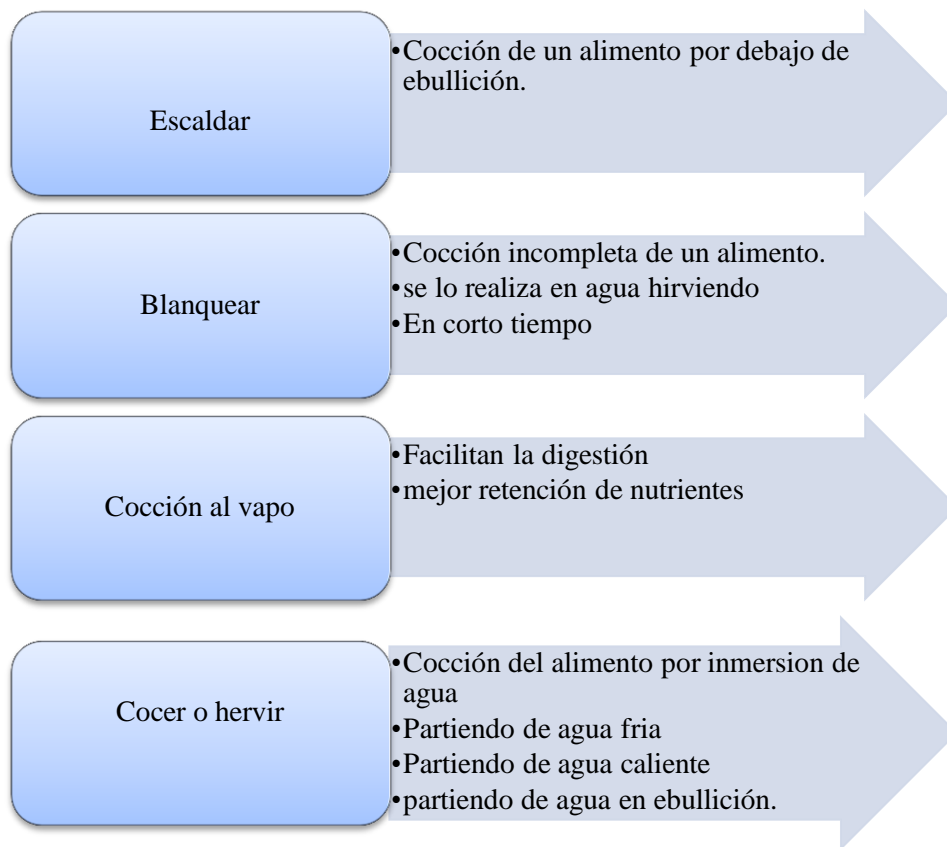 Escaldar
•Cocción de un alimento por debajo de
ebullición.
Blanquear
•Cocción incompleta de un alimento.
•se lo realiza en agua hirviendo
•En corto tiempo
Cocción al vapo
•Facilitan la digestión
•mejor retención de nutrientes
Cocer o hervir
•Cocción del alimento por inmersion de
agua
•Partiendo de agua fria
•Partiendo de agua caliente
•partiendo de agua en ebullición.